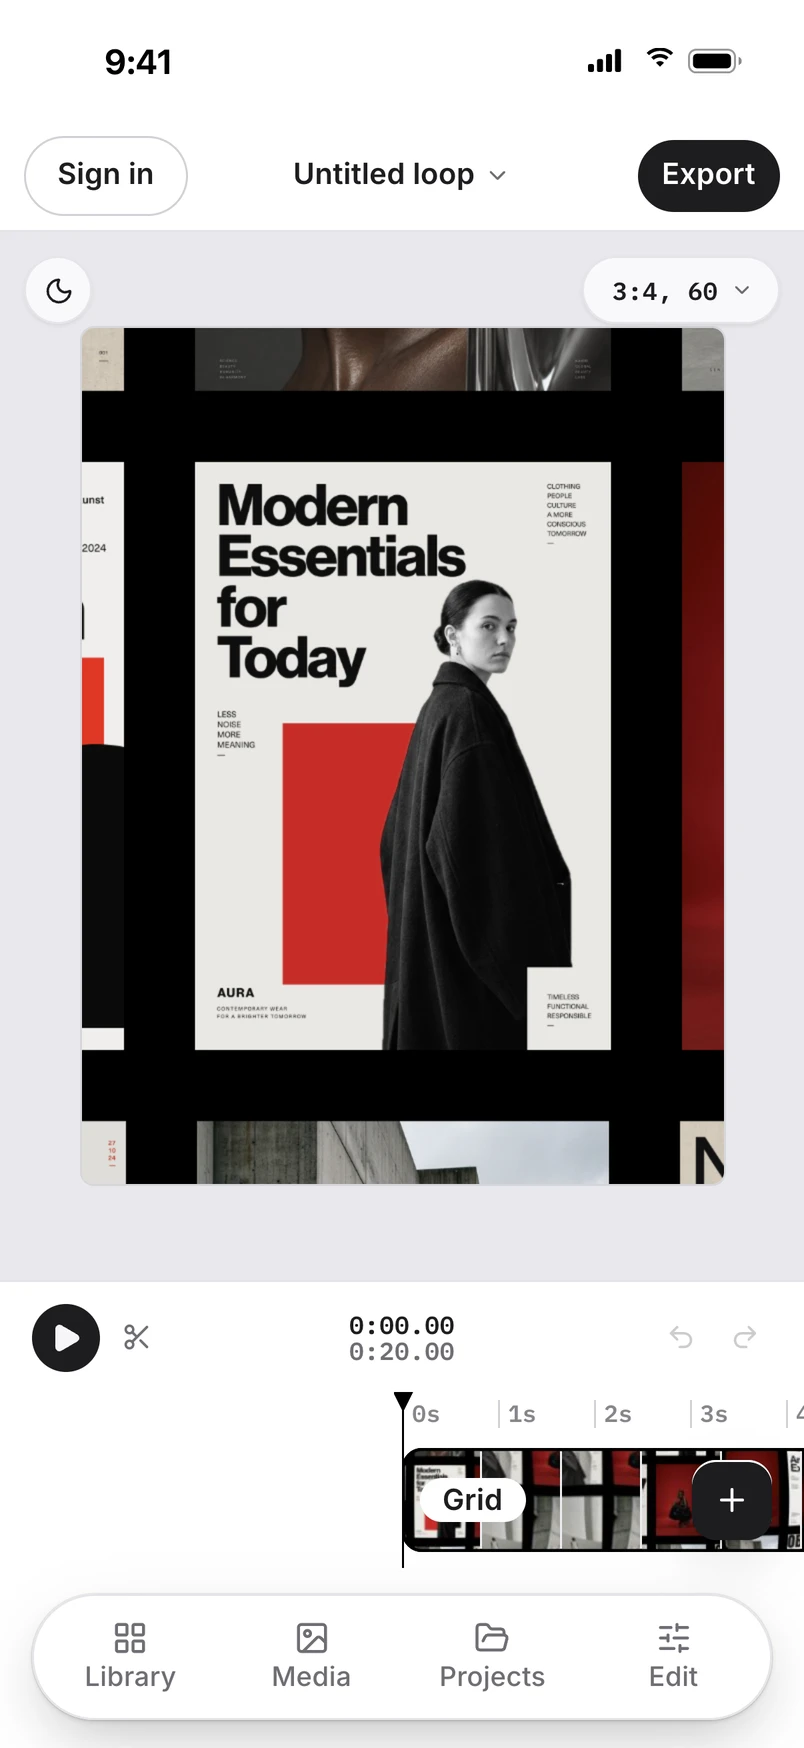 9:41
Sign in
Untitled loop
Export
3:4, 60
001
unst
2024
Modern
Essentials
for
Today
CLOTHING
PEOPLE
CULTURE
A MORE
CONSCIOUS
TOMORROW
LESS
NOISE
MORE
MEANING
AURA
CONTEMPORARY WEAR
FOR A BRIGHTER TOMORROW
TIMELESS
FUNCTIONAL
RESPONSIBLE
27
10
24
N
0:00.00
0:20.00
0s
1s
2s
3s
4
Grid
Library
Media
Projects
Edit